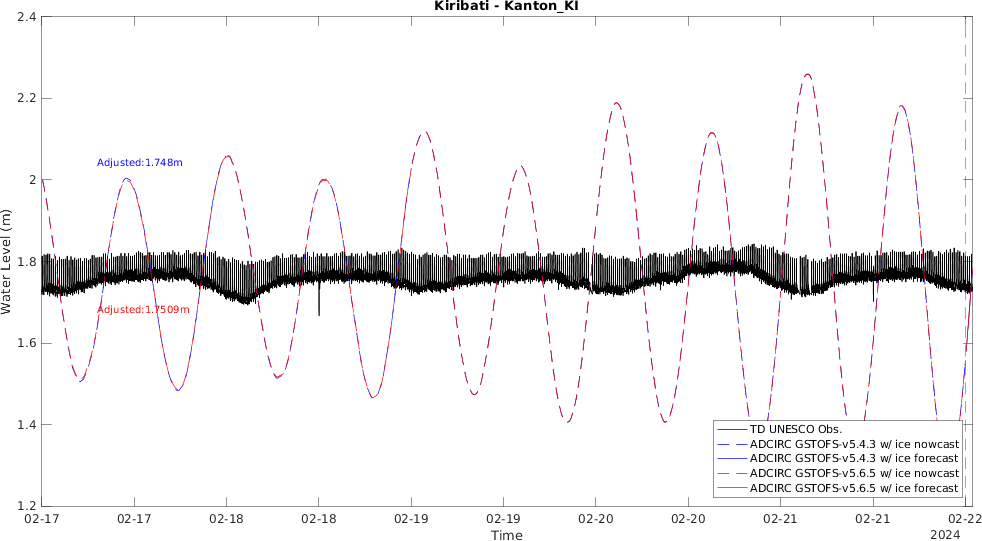 Kiribati - Kanton_KI
2.4
2.2
2
1.8
1.6
1.4
1.2
Water Level (m)
Adjusted:1.748m
Adjusted:1.7509m
TD UNESCO Obs.
ADCIRC GSTOFS-v5.4.3 w/ ice nowcast
ADCIRC GSTOFS-v5.4.3 w/ ice forecast
ADCIRC GSTOFS-v5.6.5 w/ ice nowcast
ADCIRC GSTOFS-v5.6.5 w/ ice forecast
02-17 02-17 02-18 02-18 02-19 02-19 02-20 02-20 02-21 02-21 02-22
Time
2024